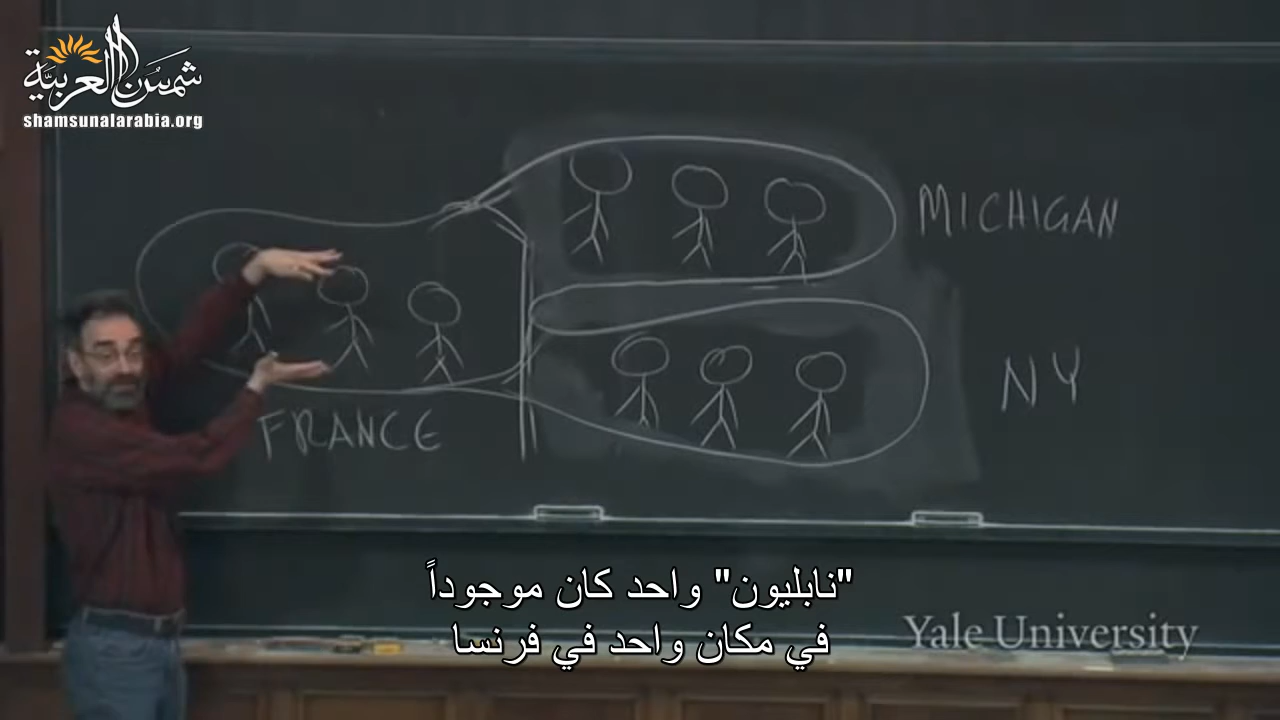 شمس العربية
shamsunalarabia.org
MICHIGAN
NY
FRANCE
"نابليون" واحد كان موجوداً
في مكان واحد في فرنسا
Yale University